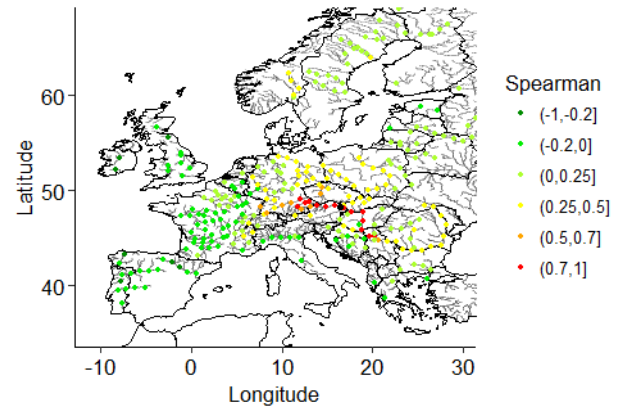 Latitude
60
50
40
-10 0 10 20 30
Longitude
Spearman
(-1,-0.2]
(-0.2,0]
(0,0.25]
(0.25,0.5]
(0.5,0.7]
(0.7,1]